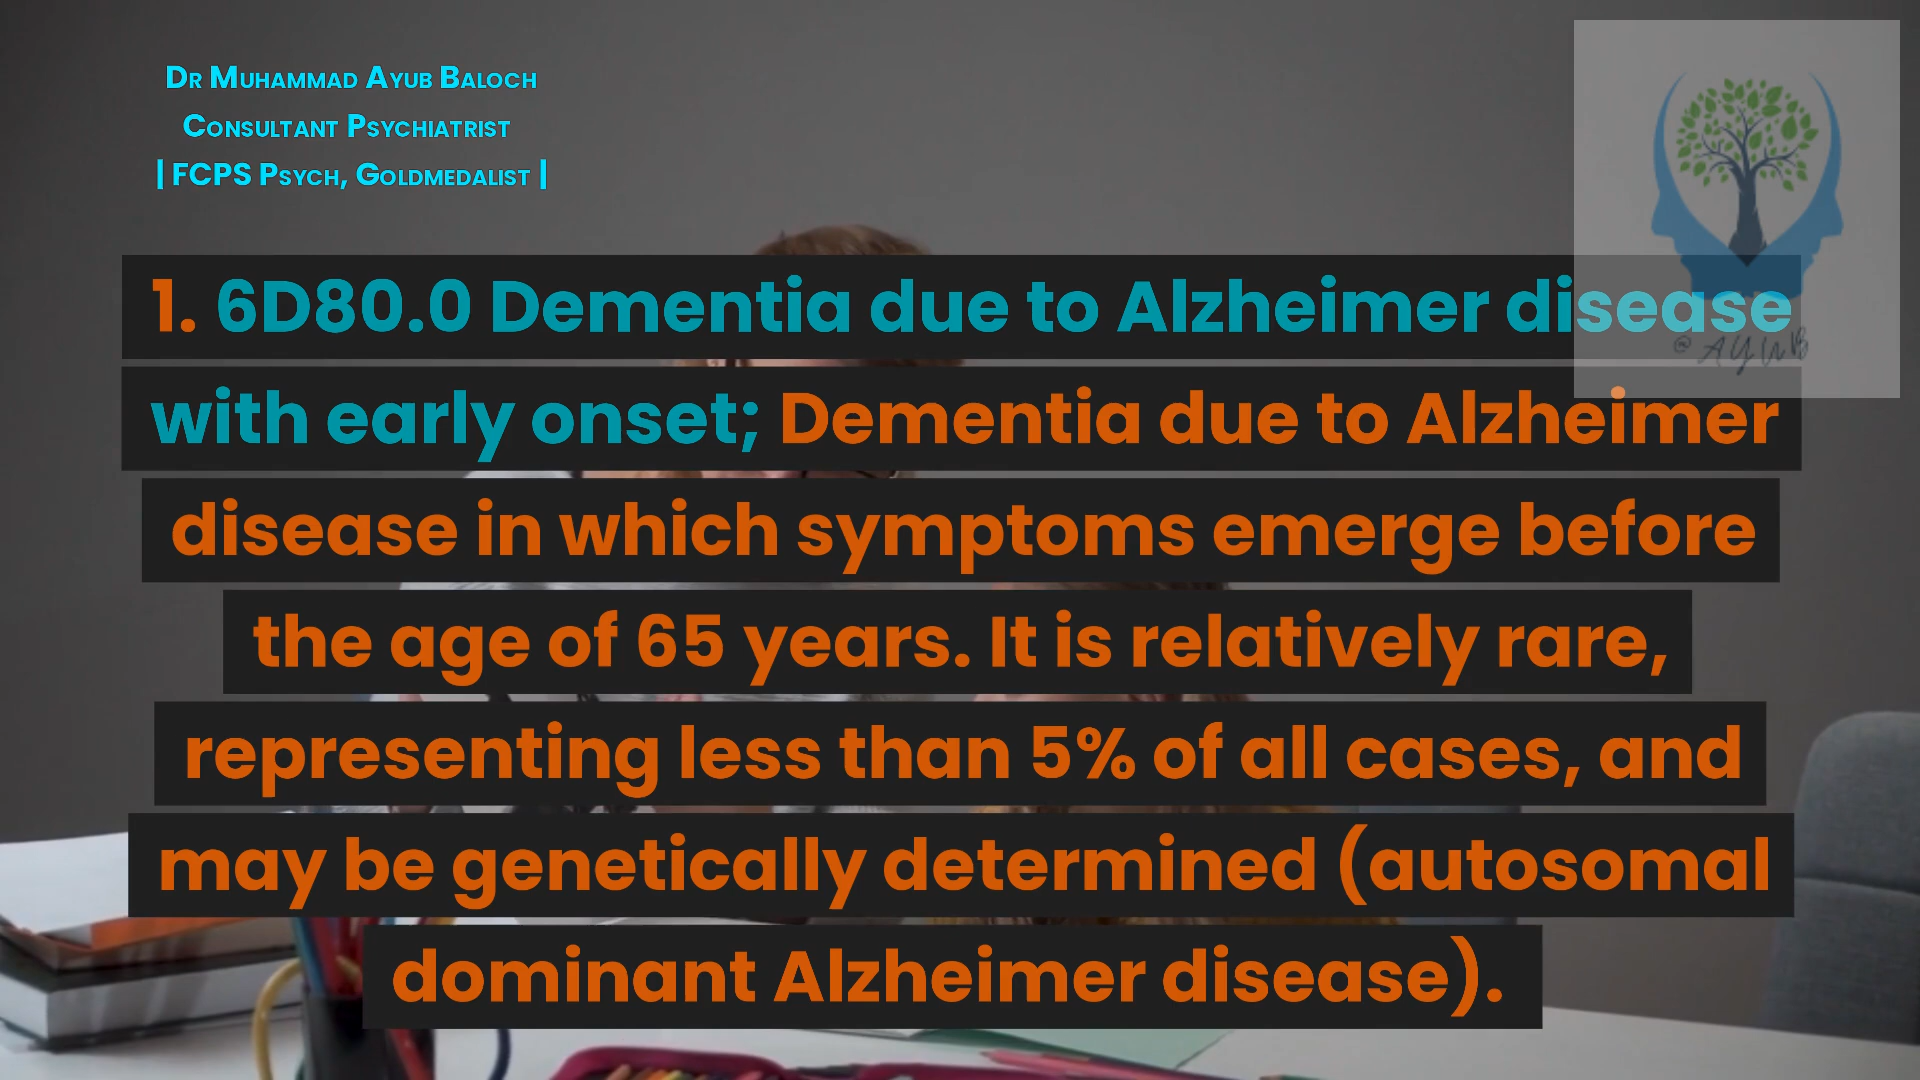 Dr Muhammad Ayub Baloch
Consultant Psychiatrist
| FCPS Psych, Goldmedalist |
1. 6D80.0 Dementia due to Alzheimer disease
with early onset; Dementia due to Alzheimer
disease in which symptoms emerge before
the age of 65 years. It is relatively rare,
representing less than 5% of all cases, and
may be genetically determined (autosomal
dominant Alzheimer disease).
@ AYUB